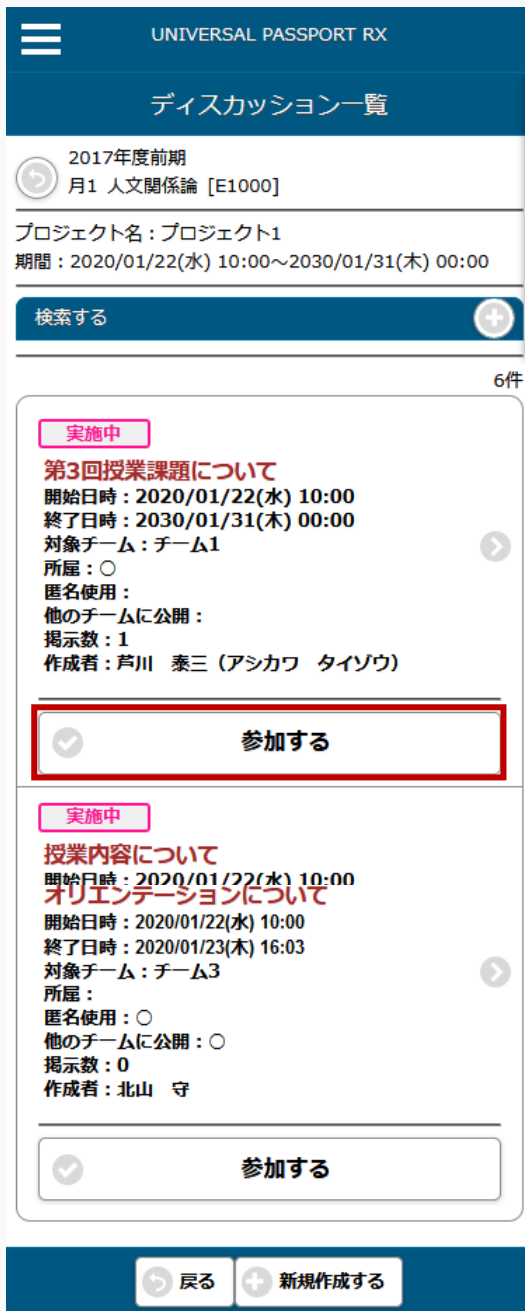 UNIVERSAL PASSPORT RX
ディスカッション一覧
2017年度前期
月1 人文関係論 [E1000]
プロジェクト名：プロジェクト1
期間：2020/01/22(水) 10:00～2030/01/31(木) 00:00
検索する
6件
実施中
第3回授業課題について
開始日時：2020/01/22(水) 10:00
終了日時：2030/01/31(木) 00:00
対象チーム：チーム1
所属：○
匿名使用：
他のチームに公開：
掲示数：1
作成者：芦川　泰三（アシカワ　タイゾウ）
参加する
実施中
授業内容について
開始日時：2020/01/22(水) 10:00
オリエンテーションについて
開始日時：2020/01/22(水) 10:00
終了日時：2020/01/23(木) 16:03
対象チーム：チーム3
所属：
匿名使用：○
他のチームに公開：○
掲示数：0
作成者：北山　守
参加する
戻る
新規作成する